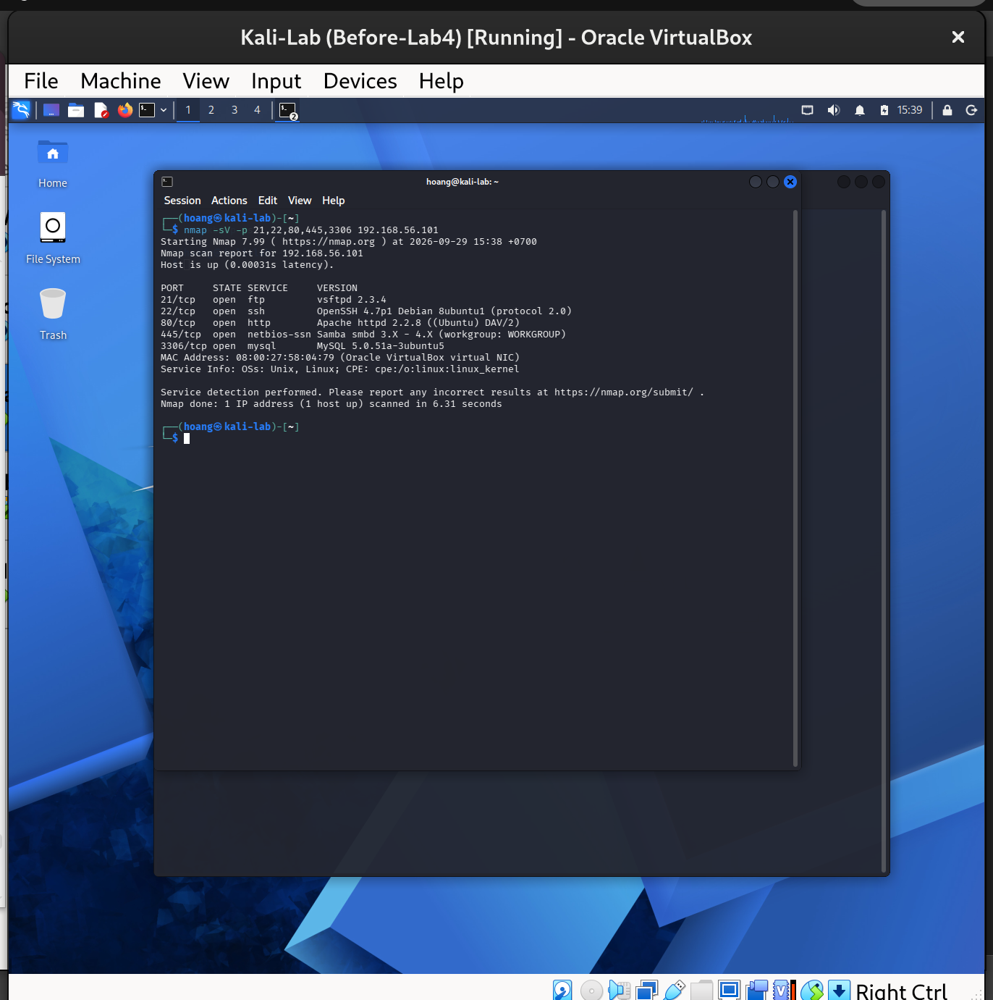 Kali-Lab (Before-Lab4) [Running] - Oracle VirtualBox
File Machine View Input Devices Help
1 2 3 4 2 15:39
Home
File System
Trash
hoang@kali-lab: ~
Session Actions Edit View Help
┌──(hoang㉿kali-lab)-[~]
└─$ nmap -sV -p 21,22,80,445,3306 192.168.56.101
Starting Nmap 7.99 ( https://nmap.org ) at 2026-09-29 15:38 +0700
Nmap scan report for 192.168.56.101
Host is up (0.00031s latency).
PORT     STATE SERVICE     VERSION
21/tcp   open  ftp         vsftpd 2.3.4
22/tcp   open  ssh         OpenSSH 4.7p1 Debian 8ubuntu1 (protocol 2.0)
80/tcp   open  http        Apache httpd 2.2.8 ((Ubuntu) DAV/2)
445/tcp  open  netbios-ssn Samba smbd 3.X - 4.X (workgroup: WORKGROUP)
3306/tcp open  mysql       MySQL 5.0.51a-3ubuntu5
MAC Address: 08:00:27:58:04:79 (Oracle VirtualBox virtual NIC)
Service Info: OSs: Unix, Linux; CPE: cpe:/o:linux:linux_kernel
Service detection performed. Please report any incorrect results at https://nmap.org/submit/ .
Nmap done: 1 IP address (1 host up) scanned in 6.31 seconds
┌──(hoang㉿kali-lab)-[~]
└─$
Right Ctrl